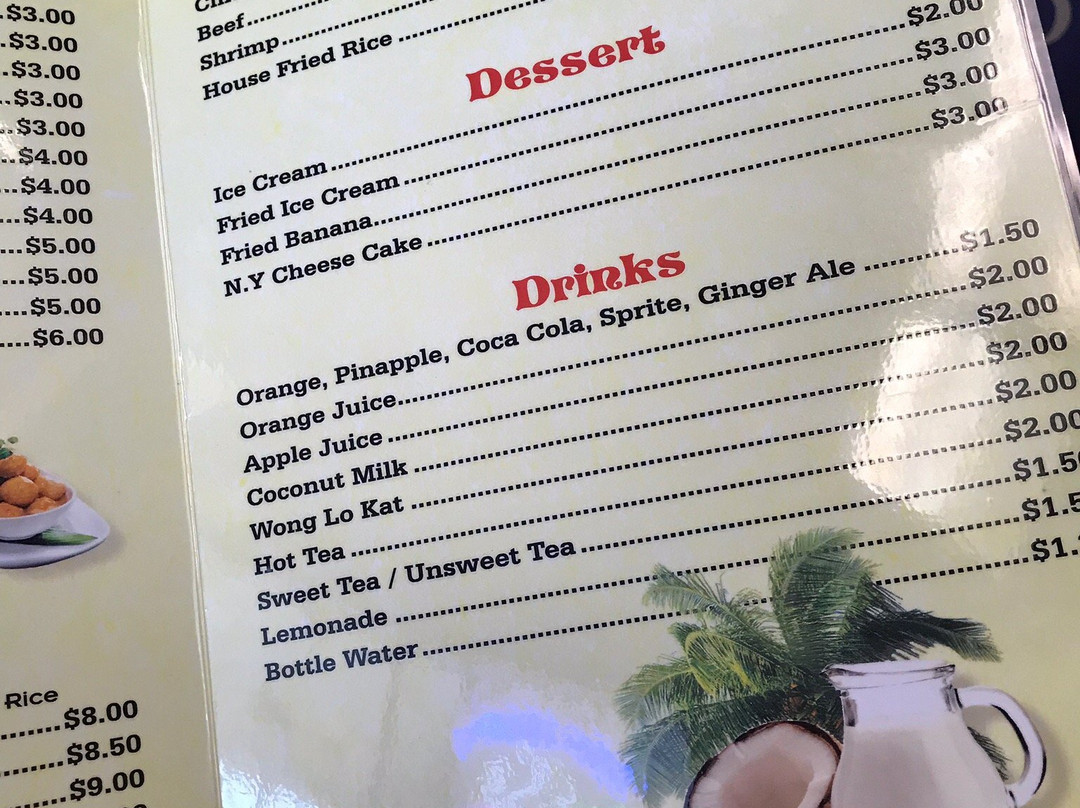 $3.00
$3.00
$3.00
$3.00
$3.00
$4.00
$4.00
$4.00
$5.00
$5.00
$5.00
$6.00
Rice
$8.00
$8.50
$9.00
Beef
Shrimp
House Fried Rice
Dessert
Ice Cream $2.00
Fried Ice Cream $3.00
Fried Banana $3.00
N.Y Cheese Cake $3.00
Drinks
Orange, Pinapple, Coca Cola, Sprite, Ginger Ale $1.50
Orange Juice $2.00
Apple Juice $2.00
Coconut Milk $2.00
Wong Lo Kat $2.00
Hot Tea $2.00
Sweet Tea / Unsweet Tea $1.50
Lemonade $1.5
Bottle Water $1.